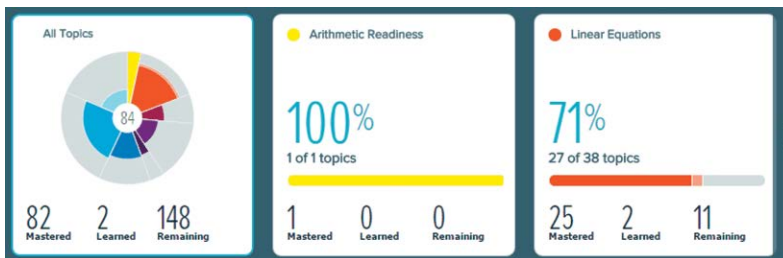 All Topics
84
82 2 148
Mastered Learned Remaining
Arithmetic Readiness
100%
1 of 1 topics
1 0 0
Mastered Learned Remaining
Linear Equations
71%
27 of 38 topics
25 2 11
Mastered Learned Remaining